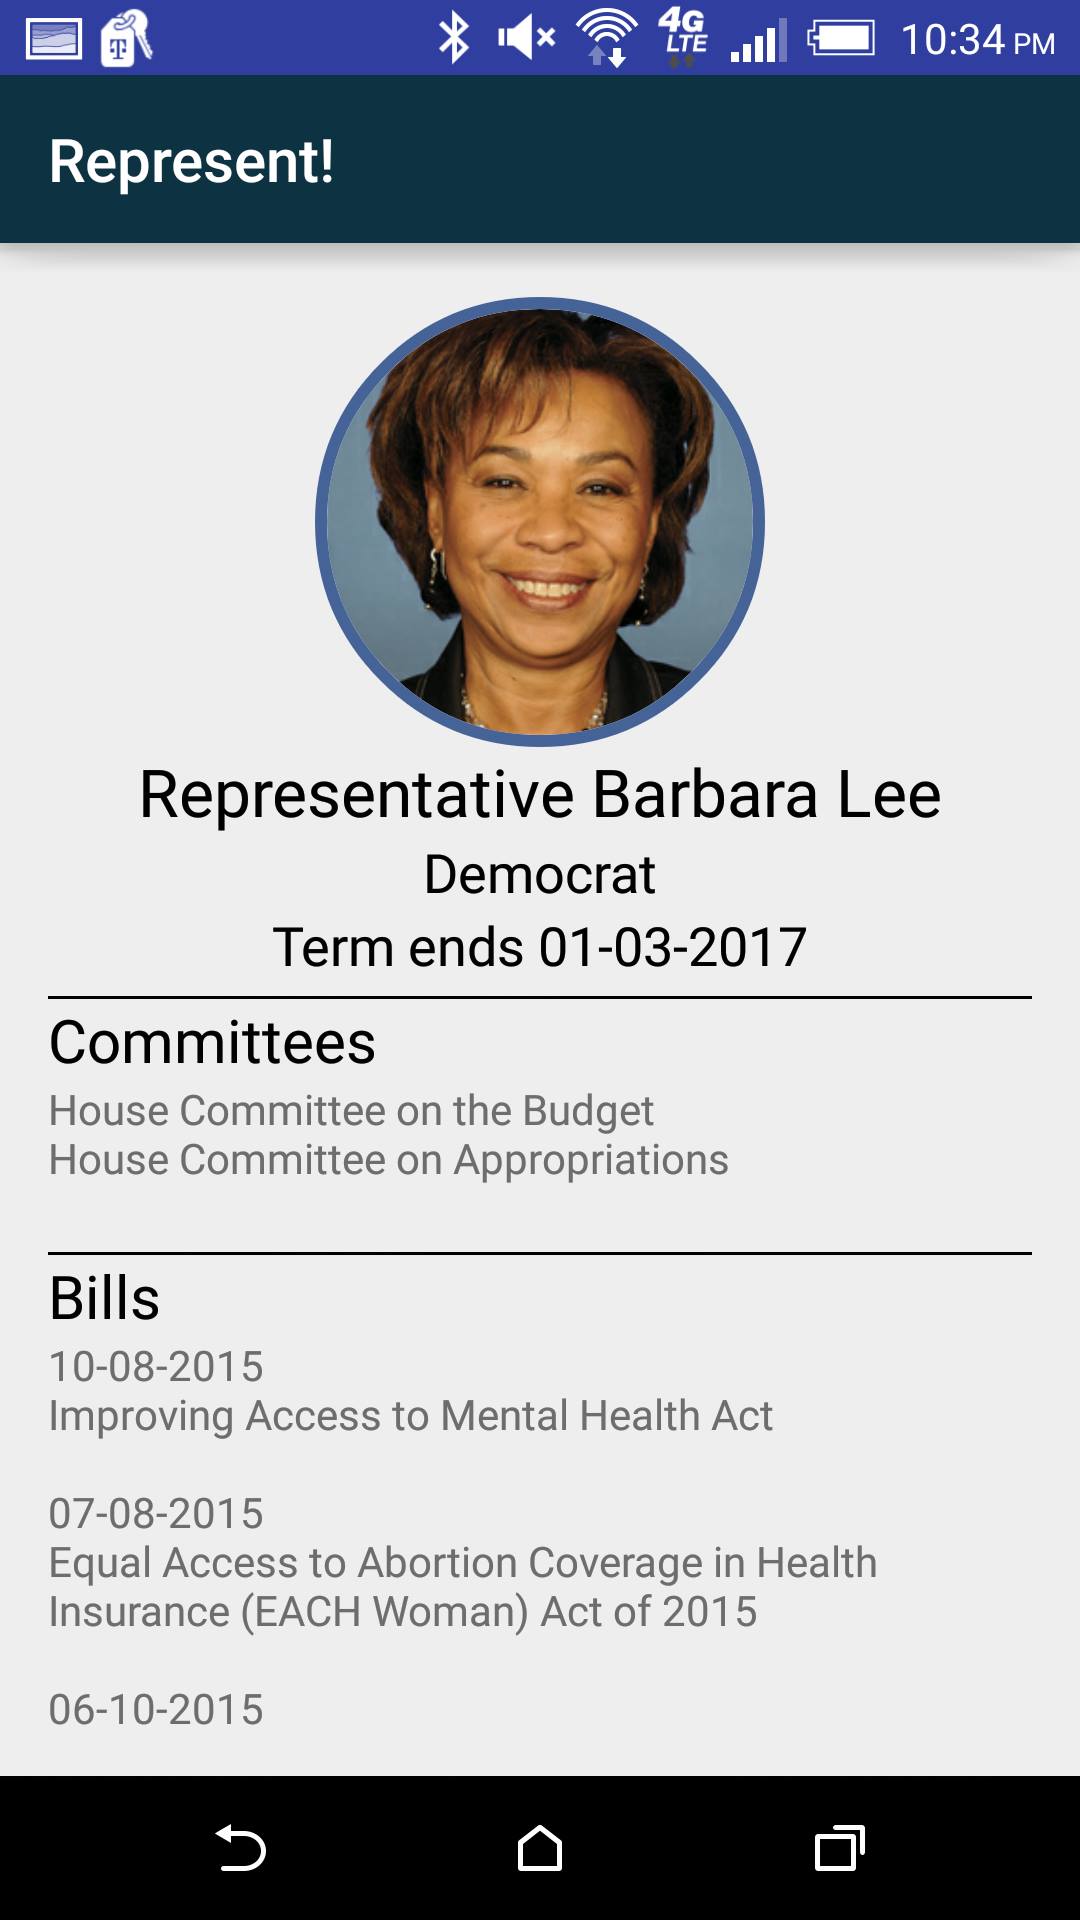 4G
LTE
10:34 PM
T
Represent!
Representative Barbara Lee
Democrat
Term ends 01-03-2017
Committees
House Committee on the Budget
House Committee on Appropriations
Bills
10-08-2015
Improving Access to Mental Health Act
07-08-2015
Equal Access to Abortion Coverage in Health
Insurance (EACH Woman) Act of 2015
06-10-2015